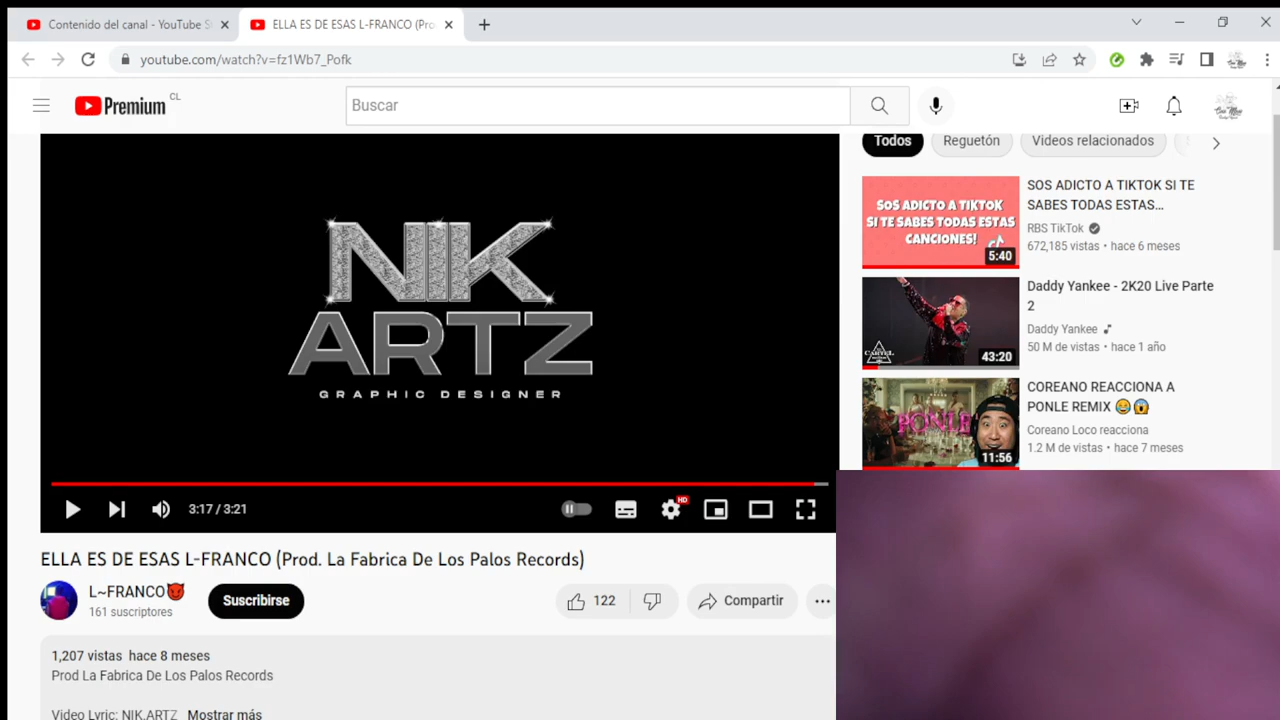 Contenido del canal - YouTube S
ELLA ES DE ESAS L-FRANCO (Pro
youtube.com/watch?v=fz1Wb7_Pofk
Premium CL
Buscar
Todos
Reguetón
Videos relacionados
NIK
ARTZ
GRAPHIC DESIGNER
3:17 / 3:21
HD
SOS ADICTO A TIKTOK
SI TE SABES TODAS ESTAS
CANCIONES!
5:40
SOS ADICTO A TIKTOK SI TE
SABES TODAS ESTAS...
RBS TikTok
672,185 vistas • hace 6 meses
43:20
Daddy Yankee - 2K20 Live Parte
2
Daddy Yankee
50 M de vistas • hace 1 año
PONLE
11:56
COREANO REACCIONA A
PONLE REMIX 😂😱
Coreano Loco reacciona
1.2 M de vistas • hace 7 meses
ELLA ES DE ESAS L-FRANCO (Prod. La Fabrica De Los Palos Records)
L~FRANCO😈
161 suscriptores
Suscribirse
122
Compartir
1,207 vistas hace 8 meses
Prod La Fabrica De Los Palos Records
Video Lyric: NIK.ARTZ Mostrar más